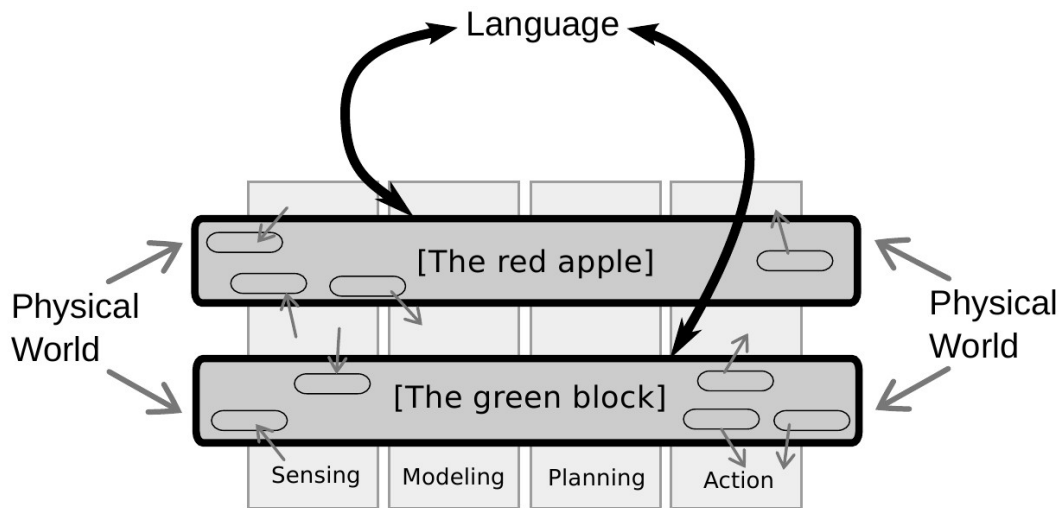 Language
[The red apple]
Physical
World
Physical
World
[The green block]
Sensing
Modeling
Planning
Action